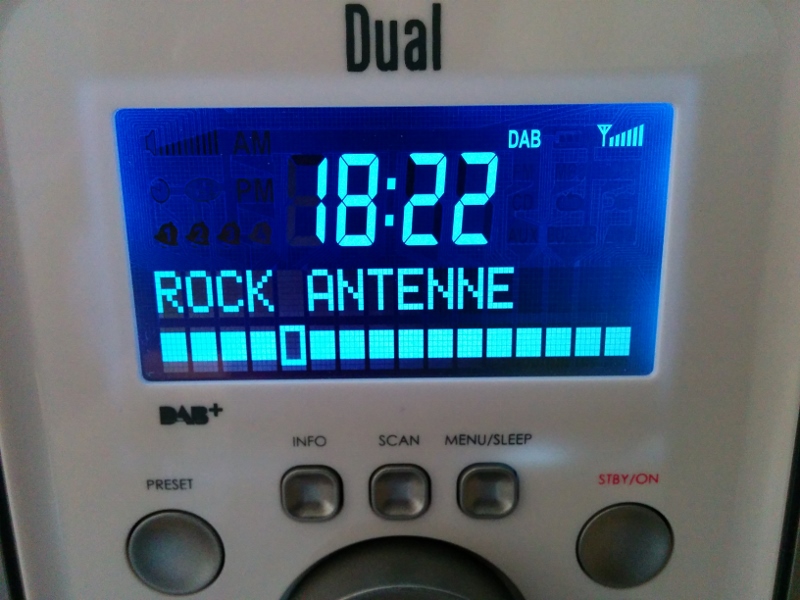 Dual
AM
DAB
PM
18:22
ROCK ANTENNE
DAB+
INFO
SCAN
MENU/SLEEP
PRESET
STBY/ON